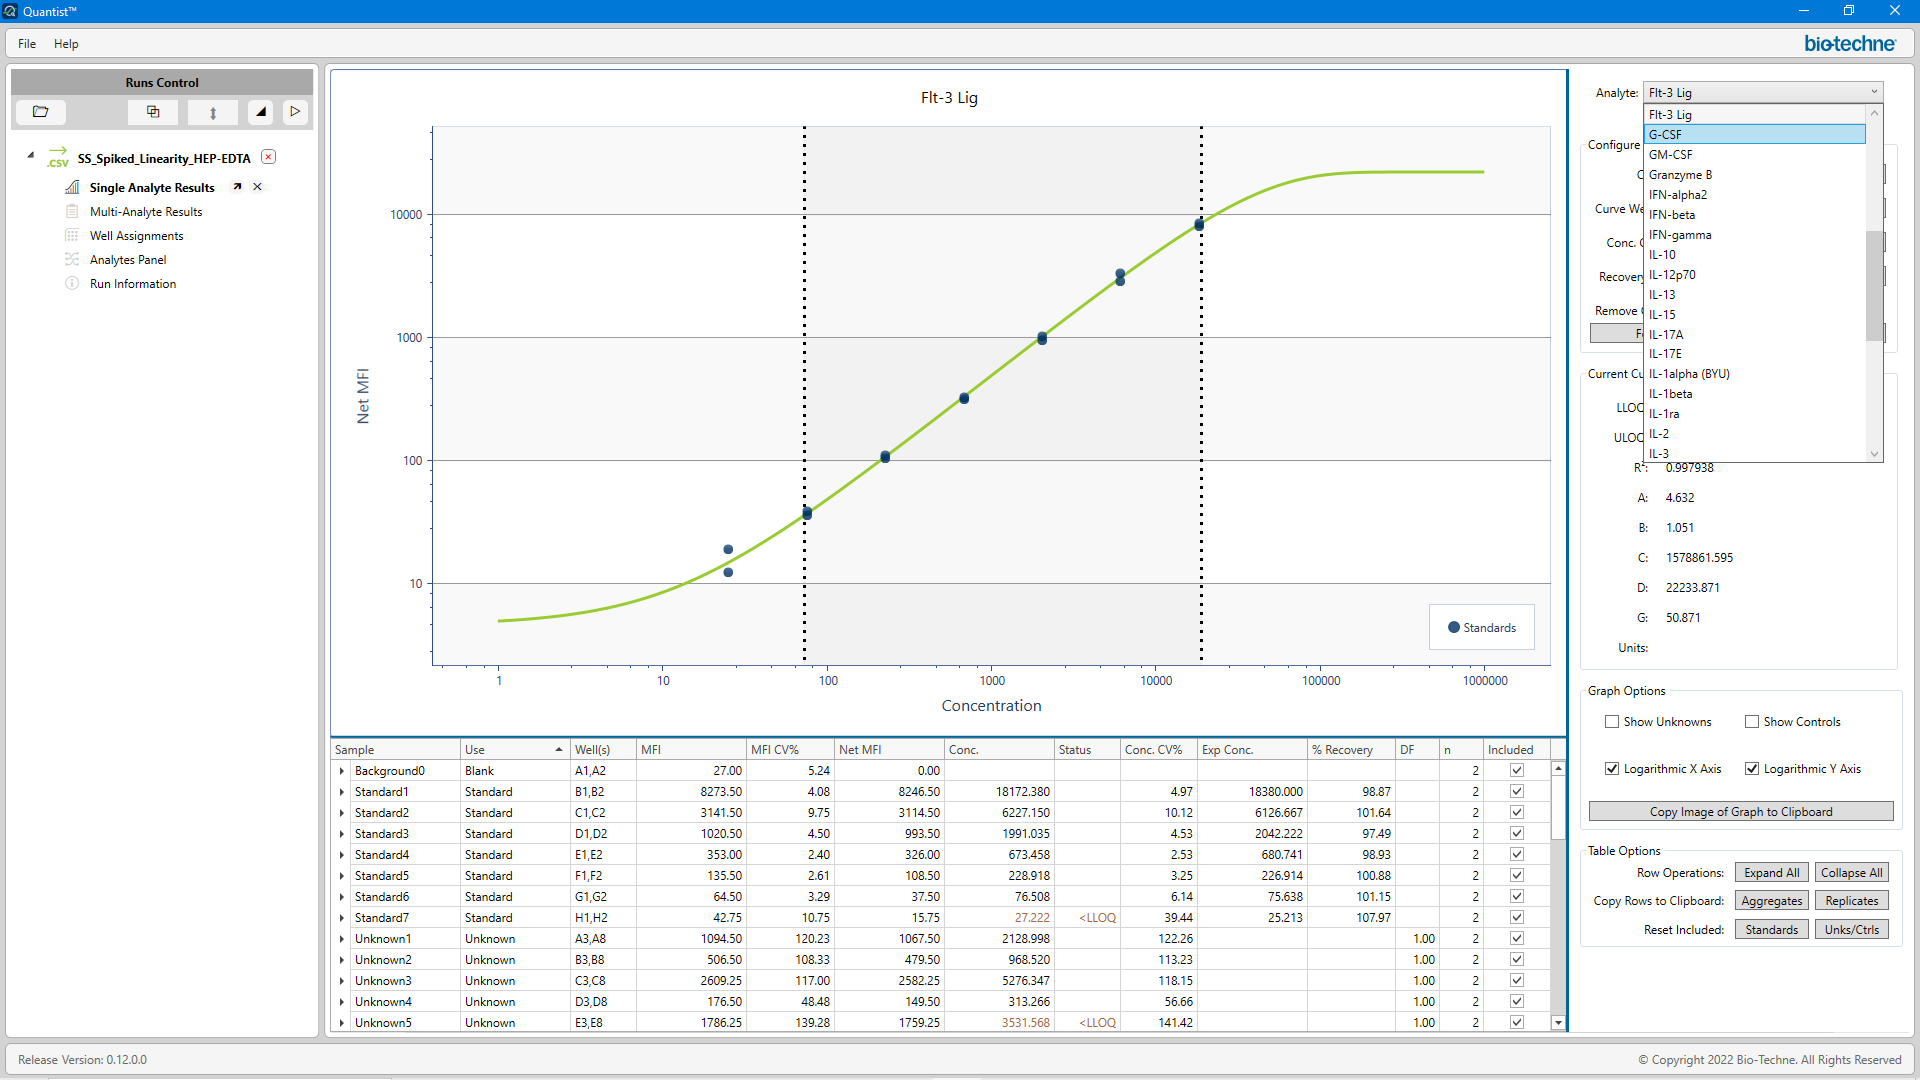 Quantist™
File Help
bio-techne
Runs Control
.CSV SS_Spiked_Linearity_HEP-EDTA
Single Analyte Results
Multi-Analyte Results
Well Assignments
Analytes Panel
Run Information
Flt-3 Lig
Net MFI
10000
1000
100
10
1 10 100 1000 10000 100000 1000000
Concentration
Standards
Sample Use Well(s) MFI MFI CV% Net MFI Conc. Status Conc. CV% Exp Conc. % Recovery DF n Included
Background0 Blank A1,A2 27.00 5.24 0.00 2
Standard1 Standard B1,B2 8273.50 4.08 8246.50 18172.380 4.97 18380.000 98.87 2
Standard2 Standard C1,C2 3141.50 9.75 3114.50 6227.150 10.12 6126.667 101.64 2
Standard3 Standard D1,D2 1020.50 4.50 993.50 1991.035 4.53 2042.222 97.49 2
Standard4 Standard E1,E2 353.00 2.40 326.00 673.458 2.53 680.741 98.93 2
Standard5 Standard F1,F2 135.50 2.61 108.50 228.918 3.25 226.914 100.88 2
Standard6 Standard G1,G2 64.50 3.29 37.50 76.508 6.14 75.638 101.15 2
Standard7 Standard H1,H2 42.75 10.75 15.75 27.222 <LLOQ 39.44 25.213 107.97 2
Unknown1 Unknown A3,A8 1094.50 120.23 1067.50 2128.998 122.26 1.00 2
Unknown2 Unknown B3,B8 506.50 108.33 479.50 968.520 113.23 1.00 2
Unknown3 Unknown C3,C8 2609.25 117.00 2582.25 5276.347 118.15 1.00 2
Unknown4 Unknown D3,D8 176.50 48.48 149.50 313.266 56.66 1.00 2
Unknown5 Unknown E3,E8 1786.25 139.28 1759.25 3531.568 <LLOQ 141.42 1.00 2
Analyte: Flt-3 Lig
Flt-3 Lig
G-CSF
GM-CSF
Granzyme B
IFN-alpha2
IFN-beta
IFN-gamma
IL-10
IL-12p70
IL-13
IL-15
IL-17A
IL-17E
IL-1alpha (BYU)
IL-1beta
IL-1ra
IL-2
IL-3
Configure
Curve We
Conc.
Recovery
Remove
Current Cu
LLOQ
ULOQ
R²: 0.997938
A: 4.632
B: 1.051
C: 1578861.595
D: 22233.871
G: 50.871
Units:
Graph Options
Show Unknowns Show Controls
Logarithmic X Axis Logarithmic Y Axis
Copy Image of Graph to Clipboard
Table Options
Row Operations: Expand All Collapse All
Copy Rows to Clipboard: Aggregates Replicates
Reset Included: Standards Unks/Ctrls
Release Version: 0.12.0.0
© Copyright 2022 Bio-Techne. All Rights Reserved